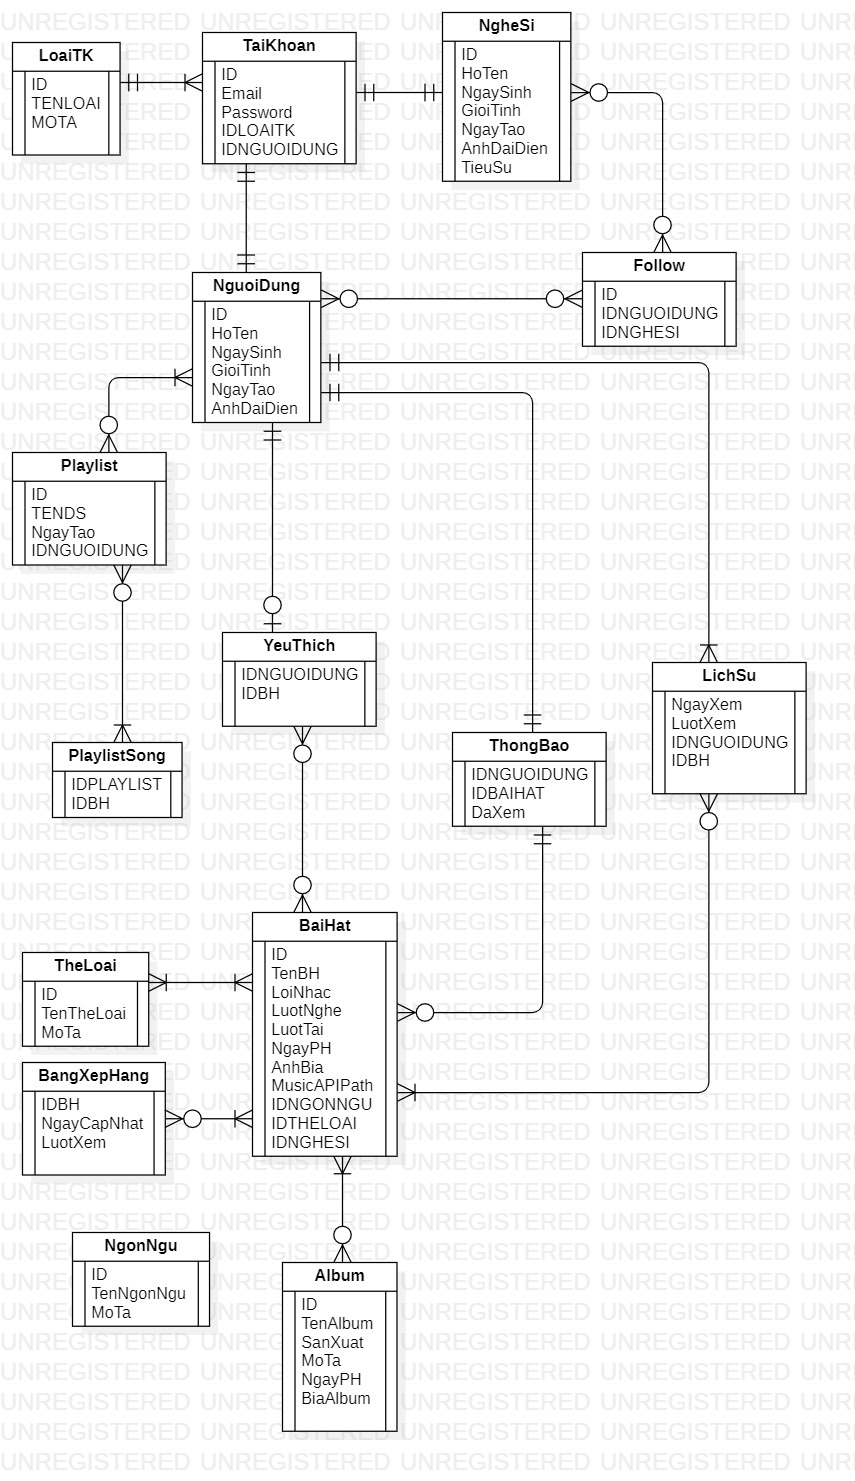 LoaiTK
ID
TENLOAI
MOTA
TaiKhoan
ID
Email
Password
IDLOAITK
IDNGUOIDUNG
NgheSi
ID
HoTen
NgaySinh
GioiTinh
NgayTao
AnhDaiDien
TieuSu
Follow
ID
IDNGUOIDUNG
IDNGHESI
NguoiDung
ID
HoTen
NgaySinh
GioiTinh
NgayTao
AnhDaiDien
Playlist
ID
TENDS
NgayTao
IDNGUOIDUNG
YeuThich
IDNGUOIDUNG
IDBH
LichSu
NgayXem
LuotXem
IDNGUOIDUNG
IDBH
PlaylistSong
IDPLAYLIST
IDBH
ThongBao
IDNGUOIDUNG
IDBAIHAT
DaXem
BaiHat
ID
TenBH
LoiNhac
LuotNghe
LuotTai
NgayPH
AnhBia
MusicAPIPath
IDNGONNGU
IDTHELOAI
IDNGHESI
TheLoai
ID
TenTheLoai
MoTa
BangXepHang
IDBH
NgayCapNhat
LuotXem
NgonNgu
ID
TenNgonNgu
MoTa
Album
ID
TenAlbum
SanXuat
MoTa
NgayPH
BiaAlbum
UNREGISTERED